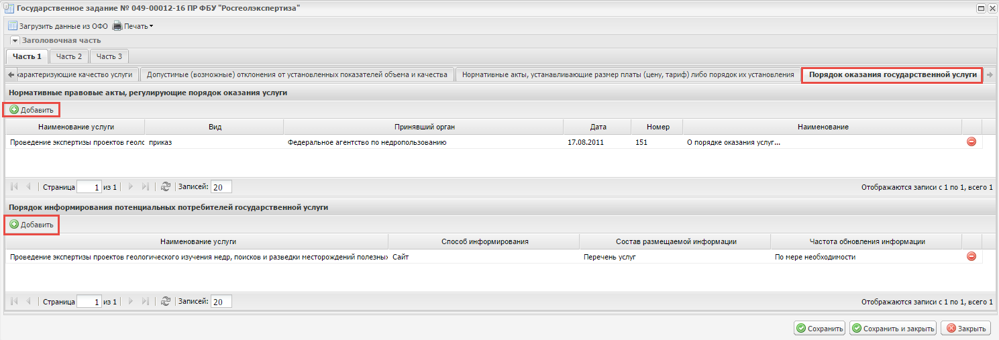 Государственное задание № 049-00012-16 ПР ФБУ "Росгеолэкспертиза"
Загрузить данные из ОФО Печать
Заголовочная часть
Часть 1 Часть 2 Часть 3
характеризующие качество услуги Допустимые (возможные) отклонения от установленных показателей объема и качества Нормативные акты, устанавливающие размер платы (цену, тариф) либо порядок их установления Порядок оказания государственной услуги
Нормативные правовые акты, регулирующие порядок оказания услуги
Добавить
Наименование услуги Вид Принявший орган Дата Номер Наименование
Проведение экспертизы проектов геоло приказ Федеральное агентство по недропользованию 17.08.2011 151 О порядке оказания услуг...
Страница 1 из 1 Записей: 20 Отображаются записи с 1 по 1, всего 1
Порядок информирования потенциальных потребителей государственной услуги
Добавить
Наименование услуги Способ информирования Состав размещаемой информации Частота обновления информации
Проведение экспертизы проектов геологического изучения недр, поисков и разведки месторождений полезных Сайт Перечень услуг По мере необходимости
Страница 1 из 1 Записей: 20 Отображаются записи с 1 по 1, всего 1
Сохранить Сохранить и закрыть Закрыть